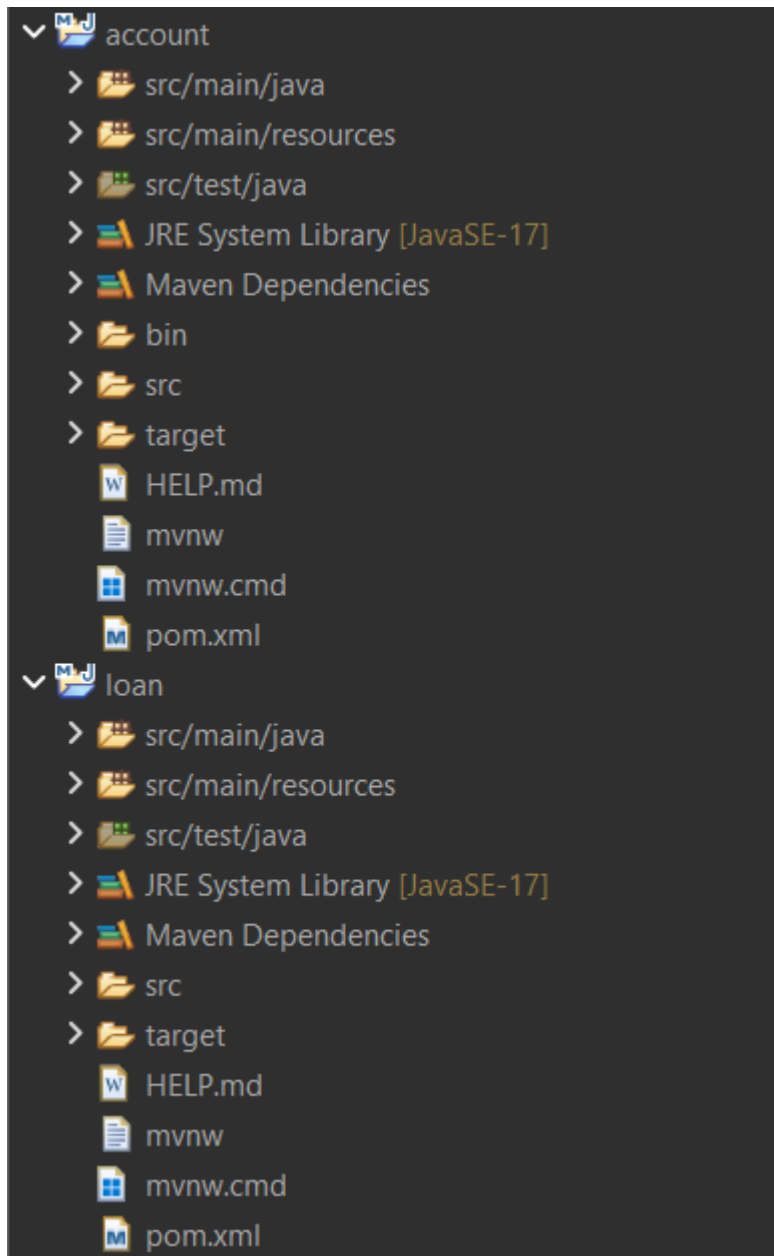 account
src/main/java
src/main/resources
src/test/java
JRE System Library [JavaSE-17]
Maven Dependencies
bin
src
target
HELP.md
mvnw
mvnw.cmd
pom.xml
loan
src/main/java
src/main/resources
src/test/java
JRE System Library [JavaSE-17]
Maven Dependencies
src
target
HELP.md
mvnw
mvnw.cmd
pom.xml